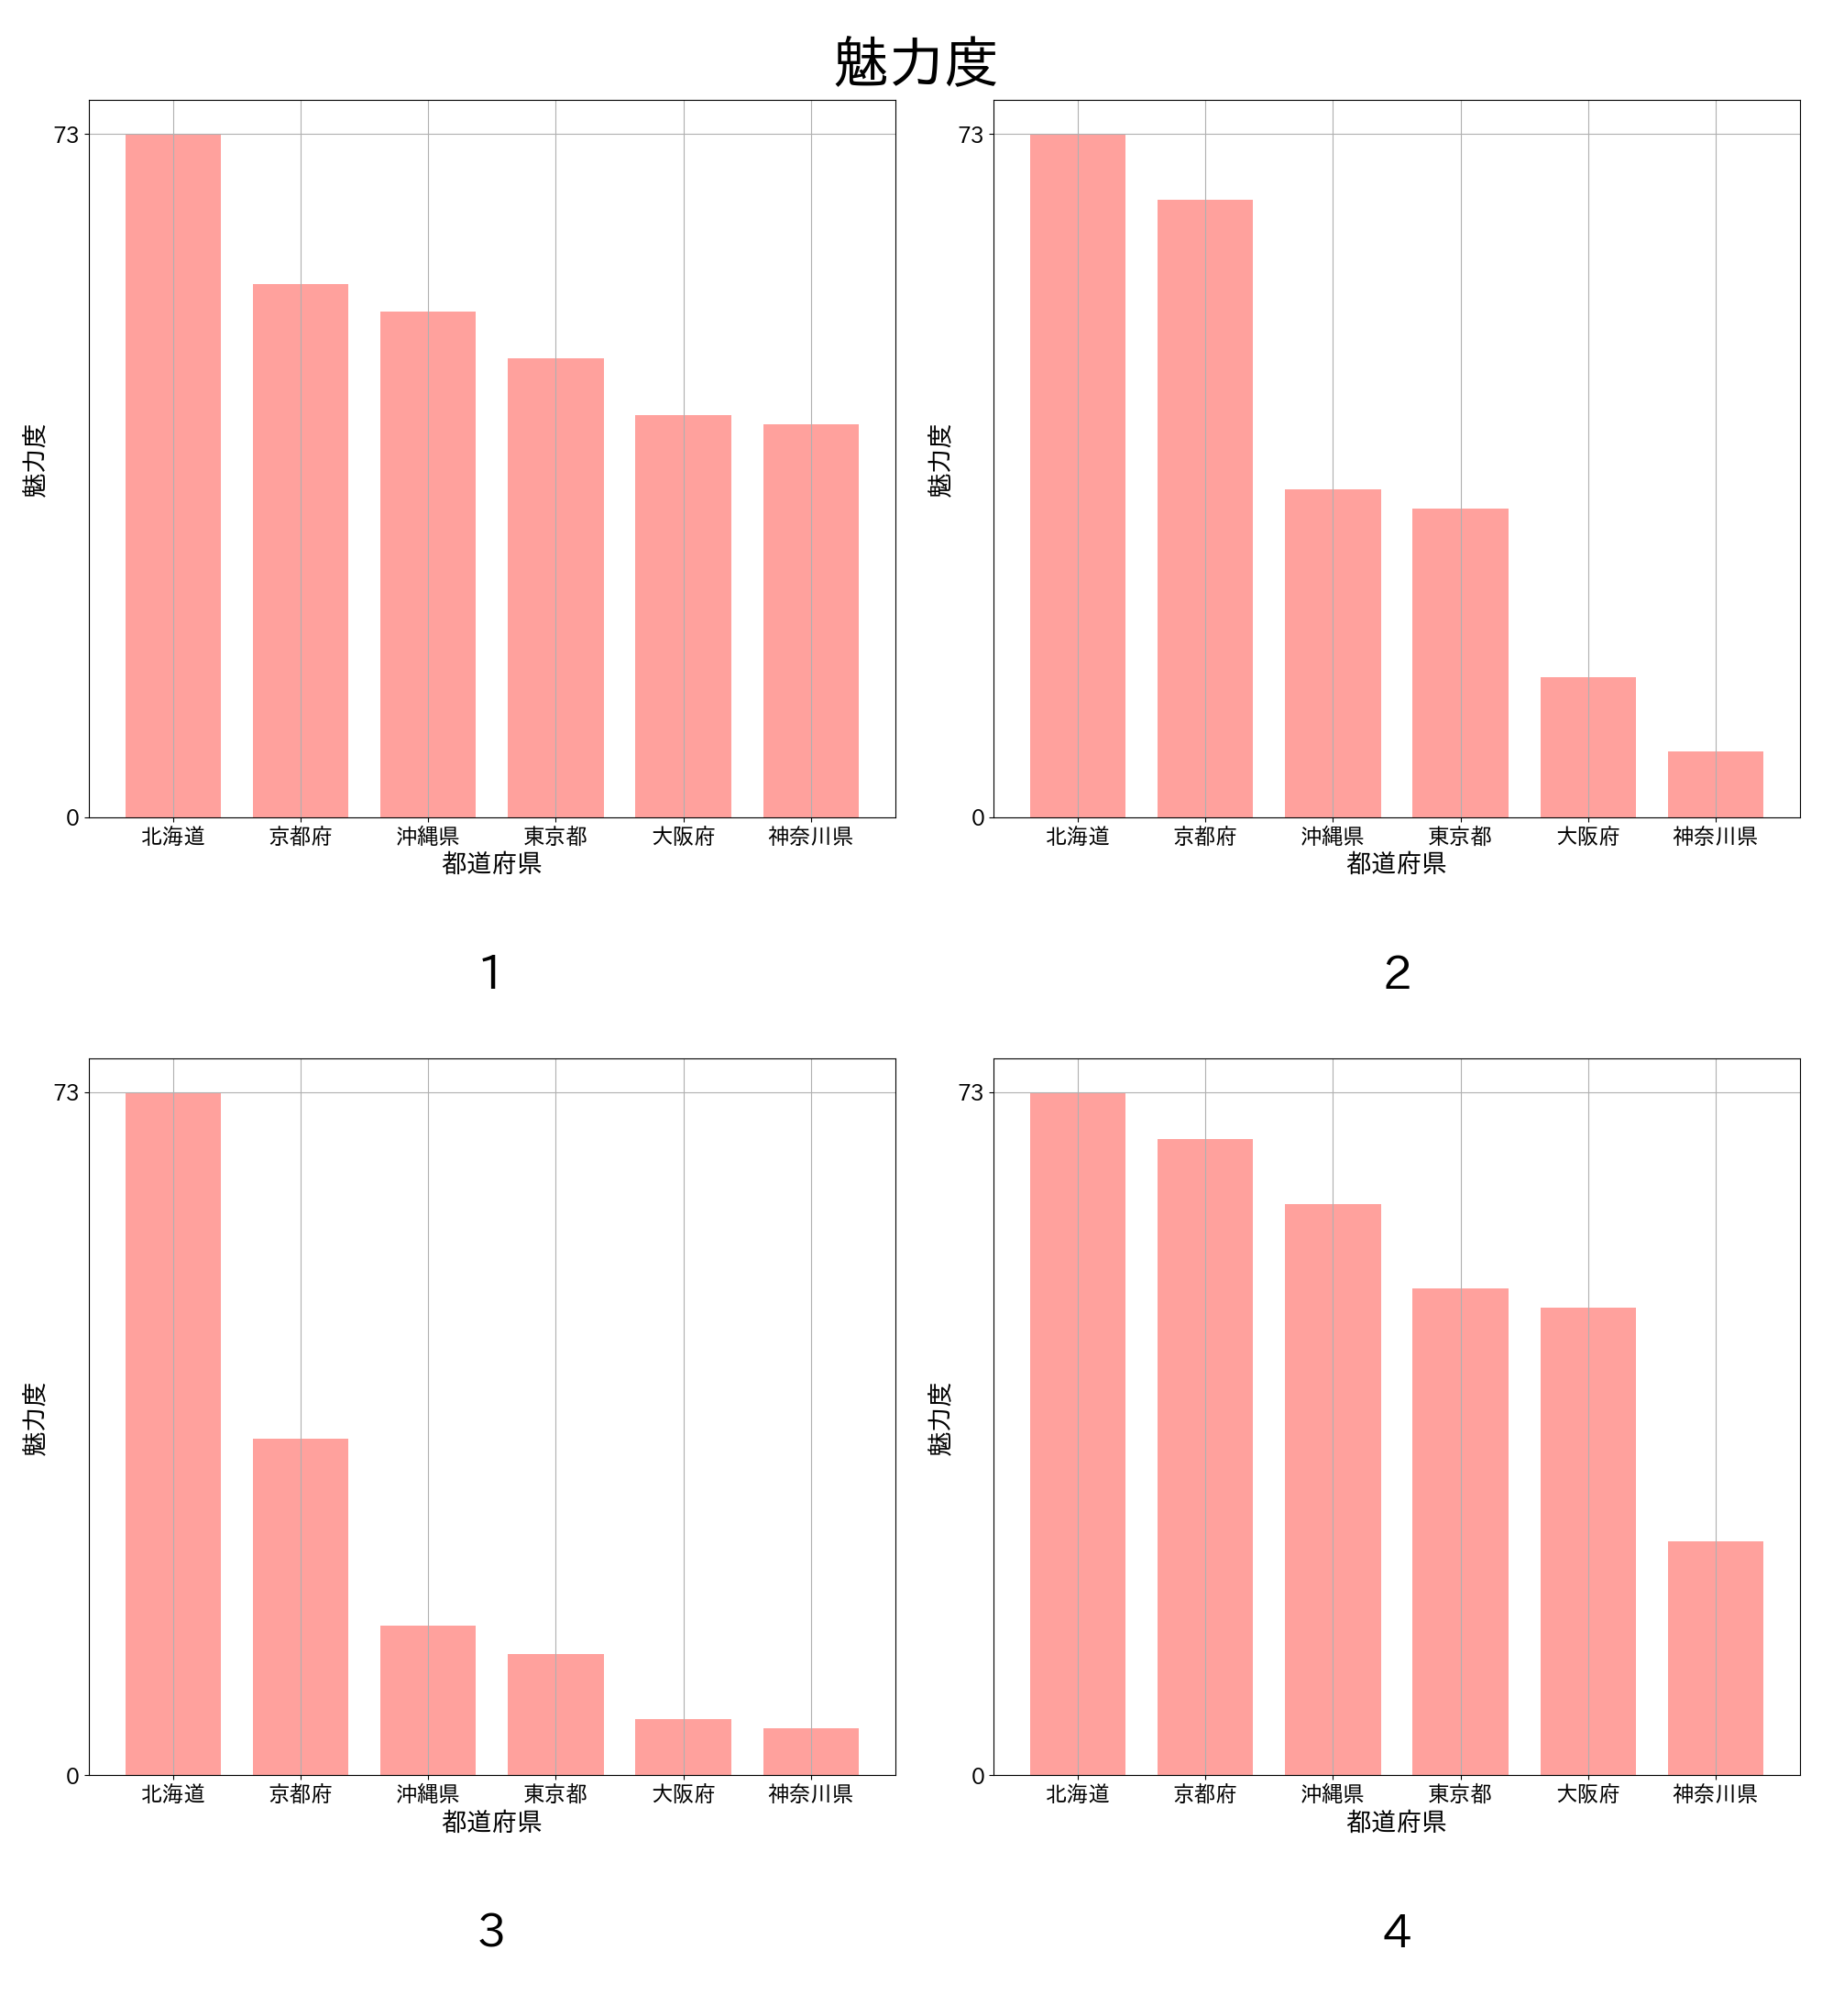 魅力度
73
魅力度
0
北海道 京都府 沖縄県 東京都 大阪府 神奈川県
都道府県
1
73
魅力度
0
北海道 京都府 沖縄県 東京都 大阪府 神奈川県
都道府県
2
73
魅力度
0
北海道 京都府 沖縄県 東京都 大阪府 神奈川県
都道府県
3
73
魅力度
0
北海道 京都府 沖縄県 東京都 大阪府 神奈川県
都道府県
4